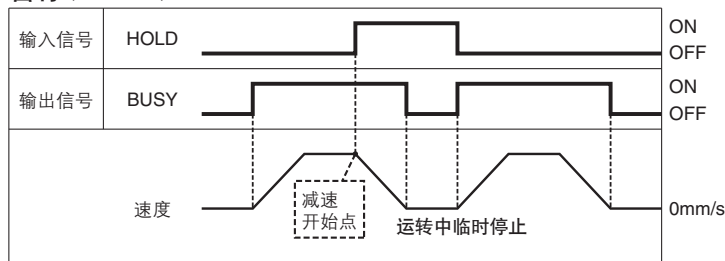 输入信号 HOLD ON
OFF
输出信号 BUSY ON
OFF
速度 0mm/s
减速
开始点
运转中临时停止